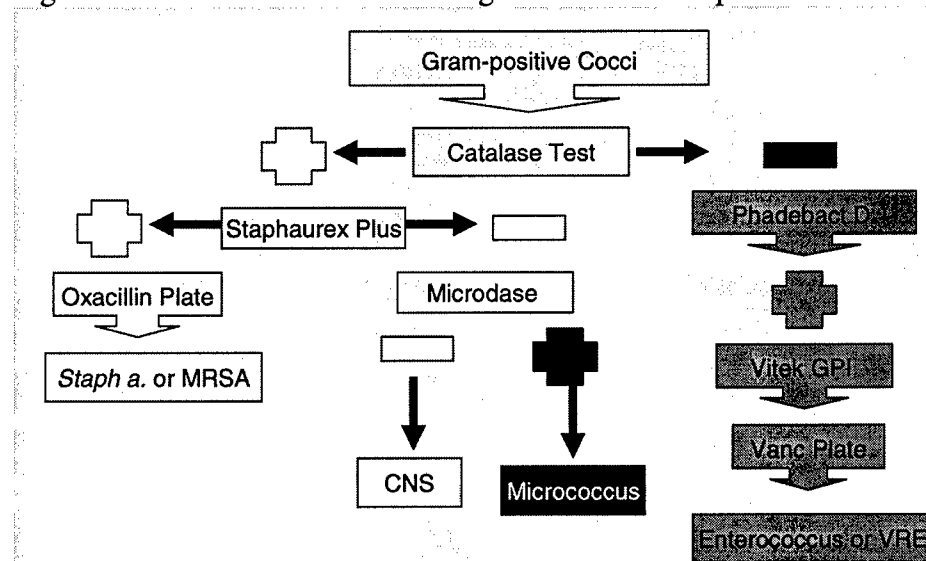 Gram-positive Cocci
Catalase Test
Staphaurex Plus
Phadebact D
Oxacillin Plate
Microdase
Staph a. or MRSA
Vitek GPI
Vanc Plate
CNS
Micrococcus
Enterococcus or VRE